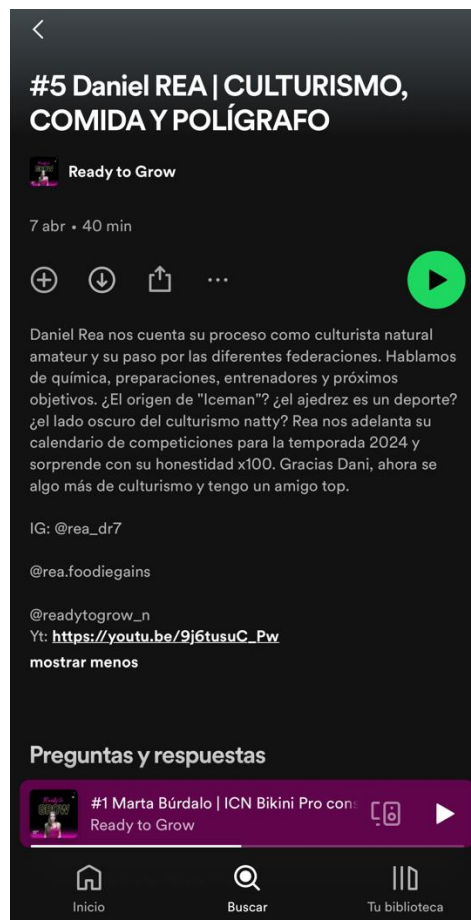 #5 Daniel REA | CULTURISMO,
COMIDA Y POLÍGRAFO
Ready to Grow
7 abr • 40 min
Daniel Rea nos cuenta su proceso como culturista natural
amateur y su paso por las diferentes federaciones. Hablamos
de química, preparaciones, entrenadores y próximos
objetivos. ¿El origen de "Iceman"? ¿el ajedrez es un deporte?
¿el lado oscuro del culturismo natty? Rea nos adelanta su
calendario de competiciones para la temporada 2024 y
sorprende con su honestidad x100. Gracias Dani, ahora se
algo más de culturismo y tengo un amigo top.
IG: @rea_dr7
@rea.foodiegains
@readytogrow_n
Yt: https://youtu.be/9j6tusuC_Pw
mostrar menos
Preguntas y respuestas
#1 Marta Búrdalo | ICN Bikini Pro con
Ready to Grow
Inicio
Buscar
Tu biblioteca